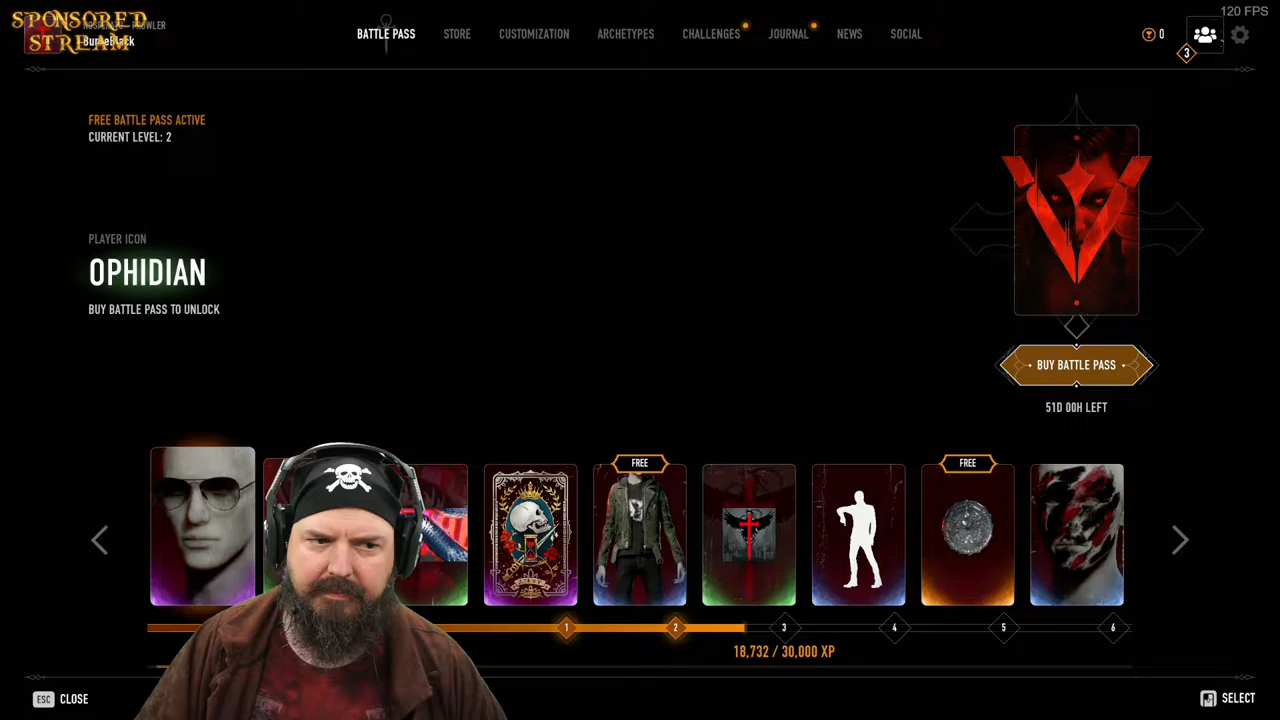 SPONSORED
STREAM
120 FPS
BATTLE PASS
STORE
CUSTOMIZATION
ARCHETYPES
CHALLENGES
JOURNAL
NEWS
SOCIAL
0
3
FREE BATTLE PASS ACTIVE
CURRENT LEVEL: 2
PLAYER ICON
OPHIDIAN
BUY BATTLE PASS TO UNLOCK
BUY BATTLE PASS
51D 00H LEFT
FREE
FREE
1
2
3
4
5
6
18,732 / 30,000 XP
ESC CLOSE
SELECT